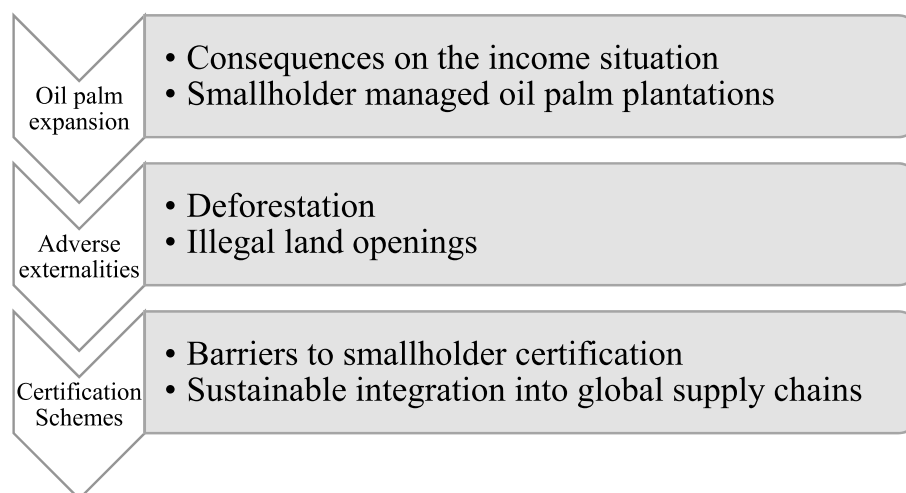 Oil palm
expansion
• Consequences on the income situation
• Smallholder managed oil palm plantations
Adverse
externalities
• Deforestation
• Illegal land openings
Certification
Schemes
• Barriers to smallholder certification
• Sustainable integration into global supply chains